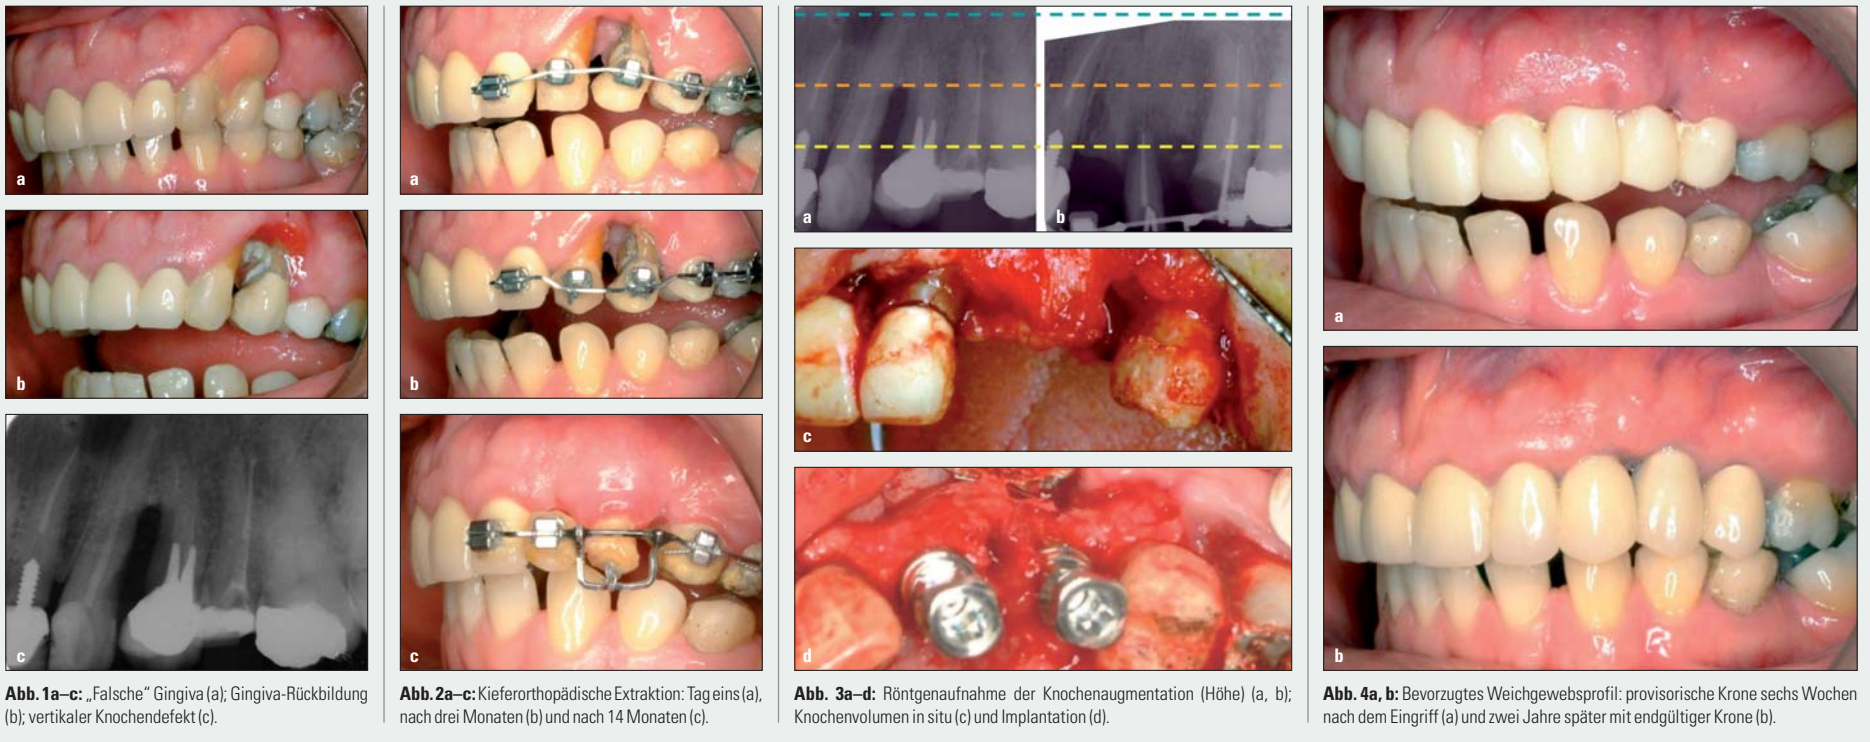 a
b
c
Abb. 1a–c: „Falsche“ Gingiva (a); Gingiva-Rückbildung
(b); vertikaler Knochendefekt (c).
a
b
c
Abb. 2a–c: Kieferorthopädische Extraktion: Tag eins (a),
nach drei Monaten (b) und nach 14 Monaten (c).
a
b
c
d
Abb. 3a–d: Röntgenaufnahme der Knochenaugmentation (Höhe) (a, b);
Knochenvolumen in situ (c) und Implantation (d).
a
b
Abb. 4a, b: Bevorzugtes Weichgewebsprofil: provisorische Krone sechs Wochen
nach dem Eingriff (a) und zwei Jahre später mit endgültiger Krone (b).